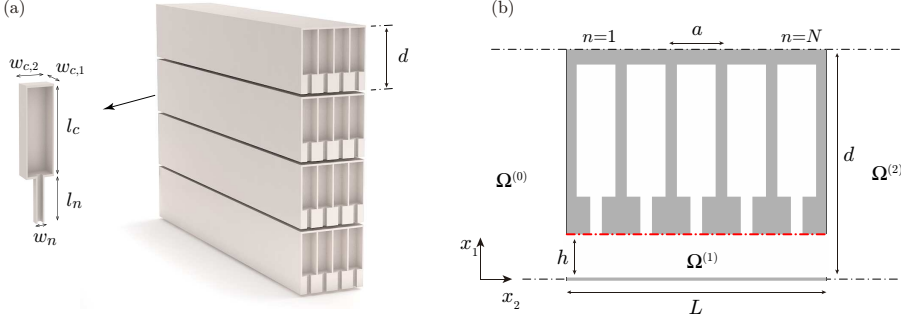 (a)
w_{c,2}
w_{c,1}
l_c
l_n
w_n
d
(b)
n=1
a
n=N
Ω^{(0)}
d
Ω^{(2)}
x_1
h
Ω^{(1)}
x_2
L